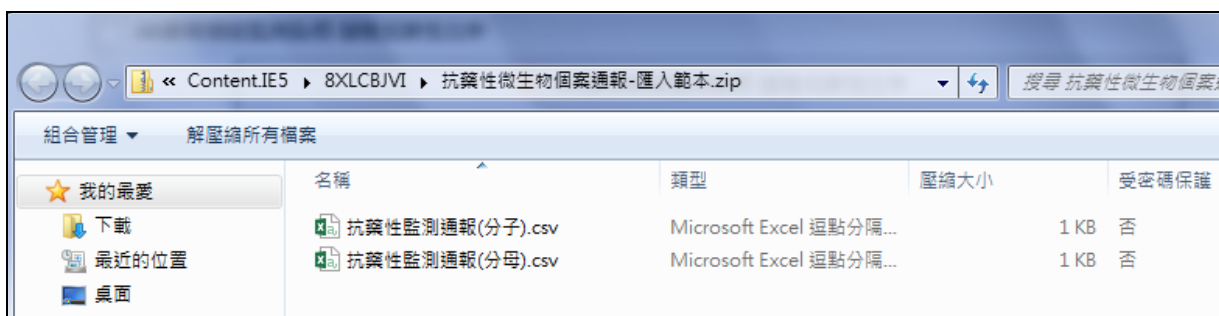 « Content.IE5 ▸ 8XLCBJVI ▸ 抗藥性微生物個案通報-匯入範本.zip
搜尋 抗藥性微生物個案
組合管理 ▼ 解壓縮所有檔案
名稱 類型 壓縮大小 受密碼保護
我的最愛
下載
最近的位置
桌面
抗藥性監測通報(分子).csv Microsoft Excel 逗點分隔... 1 KB 否
抗藥性監測通報(分母).csv Microsoft Excel 逗點分隔... 1 KB 否